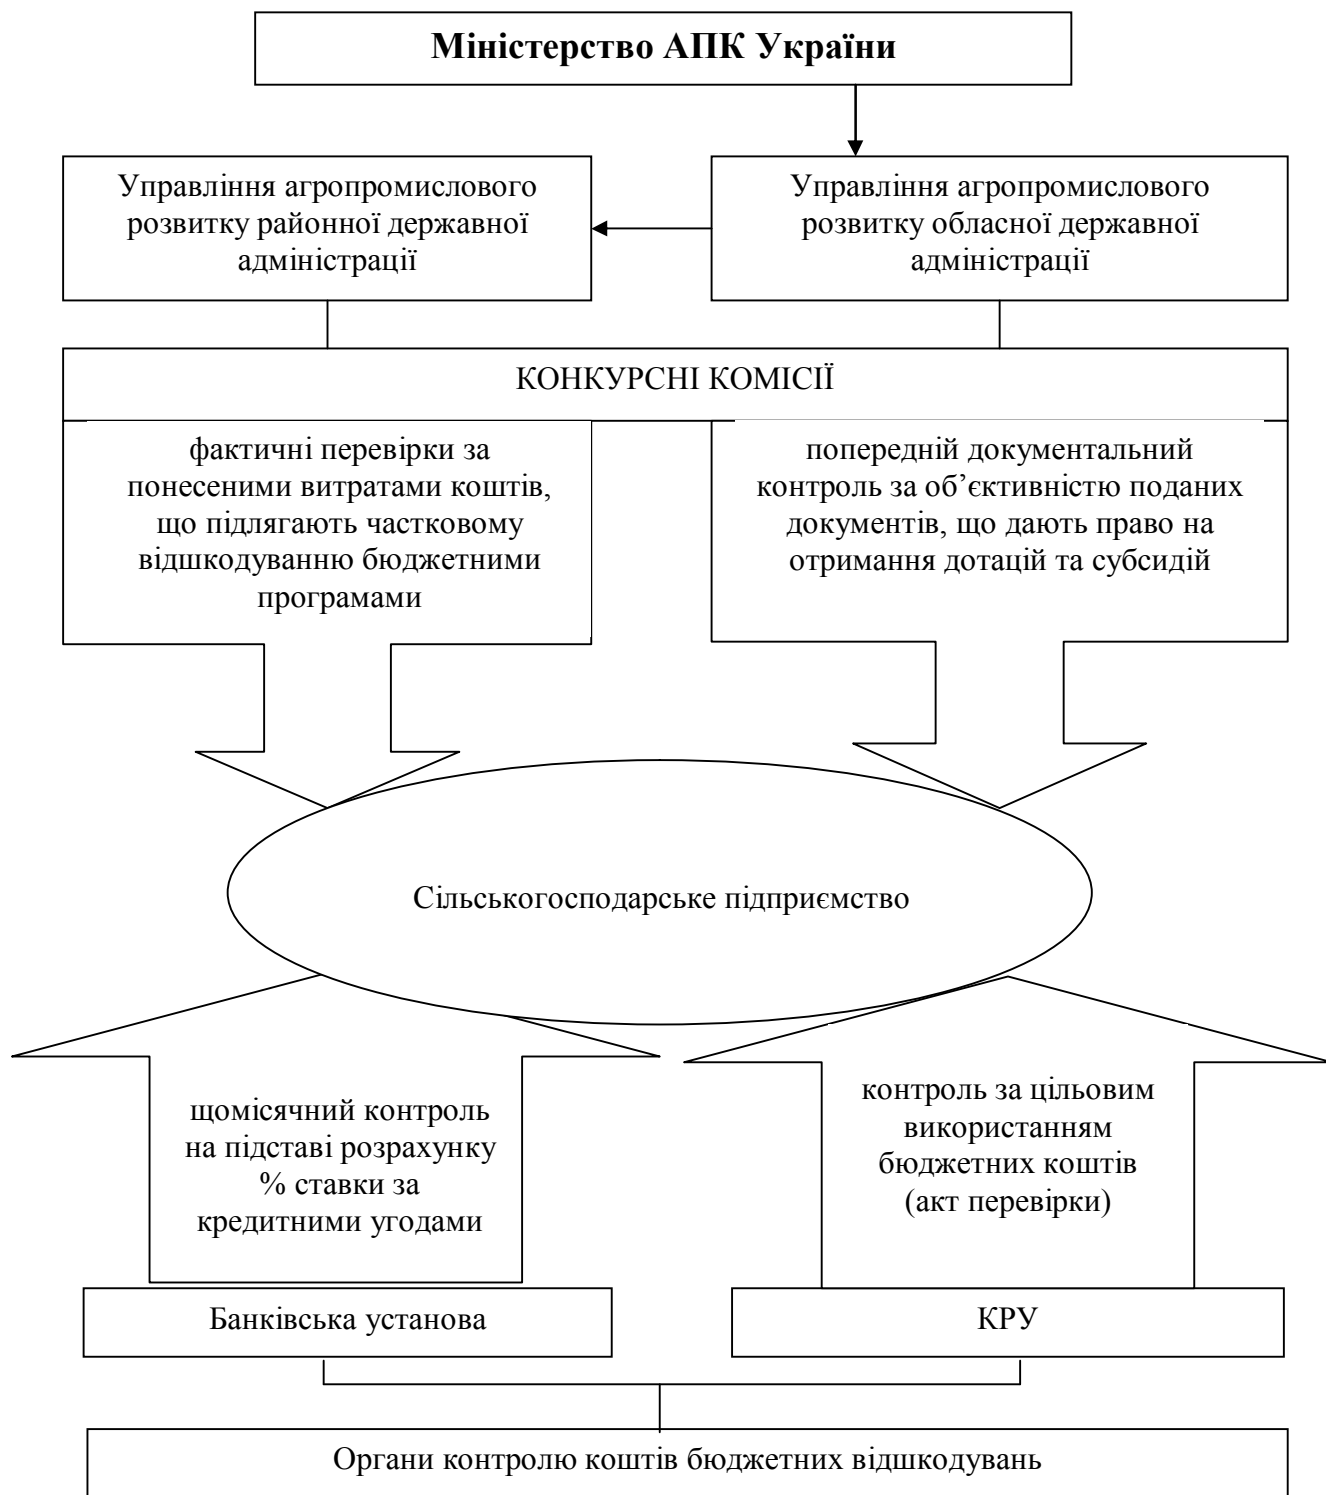 Міністерство АПК України
Управління агропромислового
розвитку районної державної
адміністрації
Управління агропромислового
розвитку обласної державної
адміністрації
КОНКУРСНІ КОМІСІЇ
фактичні перевірки за
понесеними витратами коштів,
що підлягають частковому
відшкодуванню бюджетними
програмами
попередній документальний
контроль за об’єктивністю поданих
документів, що дають право на
отримання дотацій та субсидій
Сільськогосподарське підприємство
щомісячний контроль
на підставі розрахунку
% ставки за
кредитними угодами
контроль за цільовим
використанням
бюджетних коштів
(акт перевірки)
Банківська установа
КРУ
Органи контролю коштів бюджетних відшкодувань